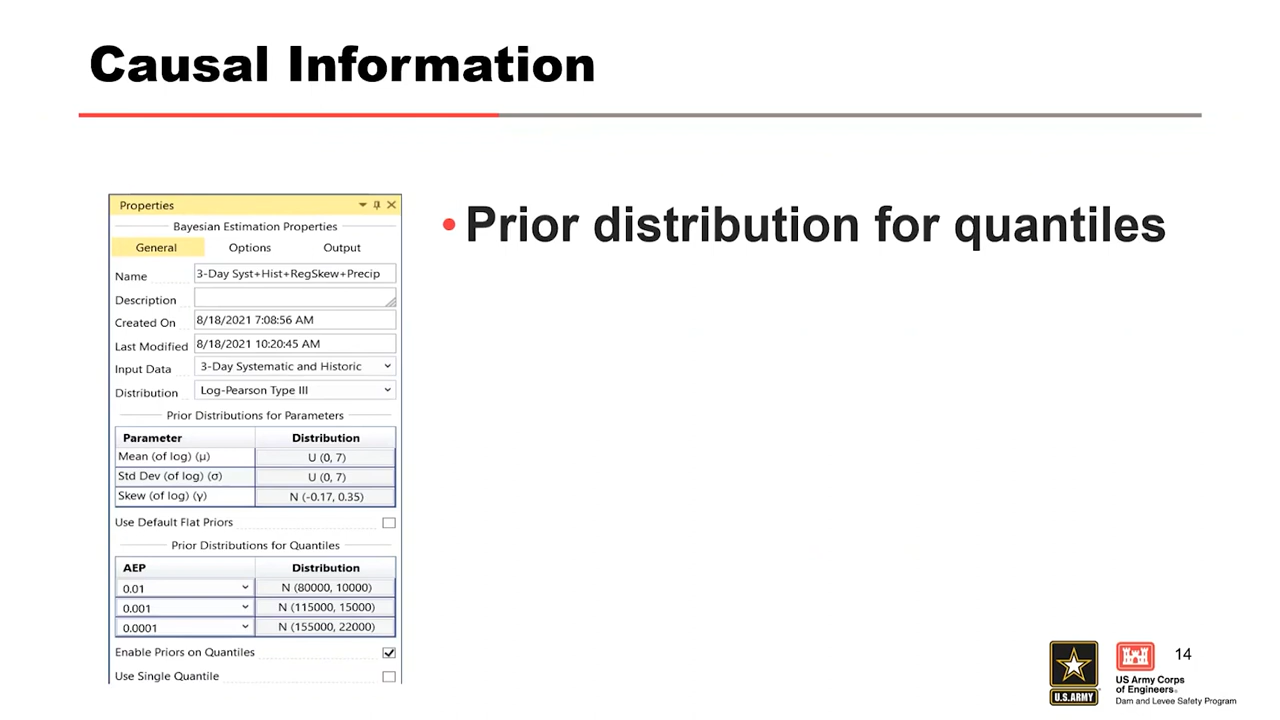 Causal Information
Properties
Bayesian Estimation Properties
General Options Output
Name 3-Day Syst+Hist+RegSkew+Precip
Description
Created On 8/18/2021 7:08:56 AM
Last Modified 8/18/2021 10:20:45 AM
Input Data 3-Day Systematic and Historic
Distribution Log-Pearson Type III
Prior Distributions for Parameters
Parameter Distribution
Mean (of log) (μ) U (0, 7)
Std Dev (of log) (σ) U (0, 7)
Skew (of log) (γ) N (-0.17, 0.35)
Use Default Flat Priors
Prior Distributions for Quantiles
AEP Distribution
0.01 N (80000, 10000)
0.001 N (115000, 15000)
0.0001 N (155000, 22000)
Enable Priors on Quantiles
Use Single Quantile
• Prior distribution for quantiles
U.S.ARMY
US Army Corps
of Engineers®
Dam and Levee Safety Program
14